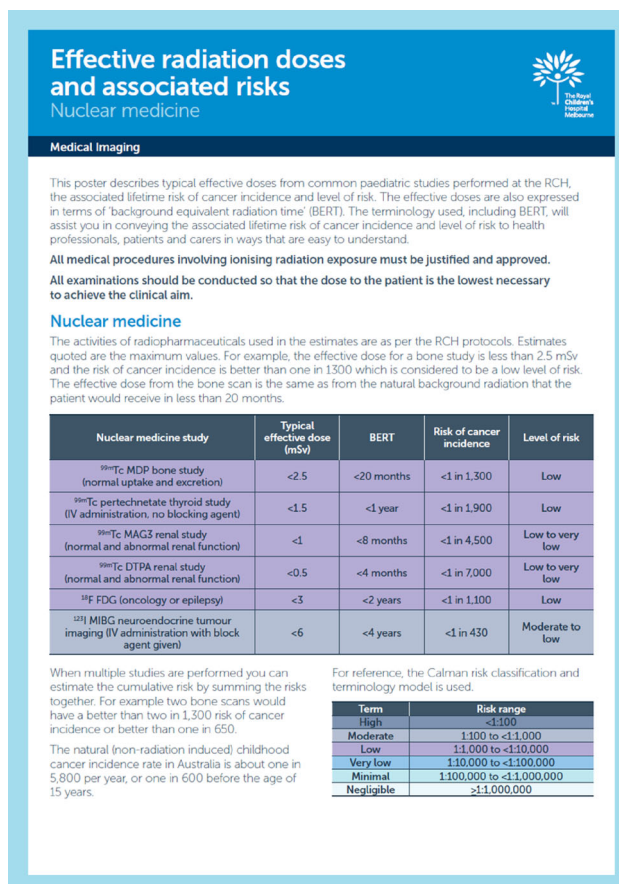 Effective radiation doses
and associated risks
Nuclear medicine
The Royal
Children's
Hospital
Melbourne
Medical Imaging
This poster describes typical effective doses from common paediatric studies performed at the RCH,
the associated lifetime risk of cancer incidence and level of risk. The effective doses are also expressed
in terms of 'background equivalent radiation time' (BERT). The terminology used, including BERT, will
assist you in conveying the associated lifetime risk of cancer incidence and level of risk to health
professionals, patients and carers in ways that are easy to understand.
All medical procedures involving ionising radiation exposure must be justified and approved.
All examinations should be conducted so that the dose to the patient is the lowest necessary
to achieve the clinical aim.
Nuclear medicine
The activities of radiopharmaceuticals used in the estimates are as per the RCH protocols. Estimates
quoted are the maximum values. For example, the effective dose for a bone study is less than 2.5 mSv
and the risk of cancer incidence is better than one in 1300 which is considered to be a low level of risk.
The effective dose from the bone scan is the same as from the natural background radiation that the
patient would receive in less than 20 months.
Nuclear medicine study Typical effective dose (mSv) BERT Risk of cancer incidence Level of risk
⁹⁹ᵐTc MDP bone study (normal uptake and excretion) <2.5 <20 months <1 in 1,300 Low
⁹⁹ᵐTc pertechnetate thyroid study (IV administration, no blocking agent) <1.5 <1 year <1 in 1,900 Low
⁹⁹ᵐTc MAG3 renal study (normal and abnormal renal function) <1 <8 months <1 in 4,500 Low to very low
⁹⁹ᵐTc DTPA renal study (normal and abnormal renal function) <0.5 <4 months <1 in 7,000 Low to very low
¹⁸F FDG (oncology or epilepsy) <3 <2 years <1 in 1,100 Low
¹²³I MIBG neuroendocrine tumour imaging (IV administration with block agent given) <6 <4 years <1 in 430 Moderate to low
When multiple studies are performed you can
estimate the cumulative risk by summing the risks
together. For example two bone scans would
have a better than two in 1,300 risk of cancer
incidence or better than one in 650.
The natural (non-radiation induced) childhood
cancer incidence rate in Australia is about one in
5,800 per year, or one in 600 before the age of
15 years.
For reference, the Calman risk classification and
terminology model is used.
Term Risk range
High <1:100
Moderate 1:100 to <1:1,000
Low 1:1,000 to <1:10,000
Very low 1:10,000 to <1:100,000
Minimal 1:100,000 to <1:1,000,000
Negligible ≥1:1,000,000